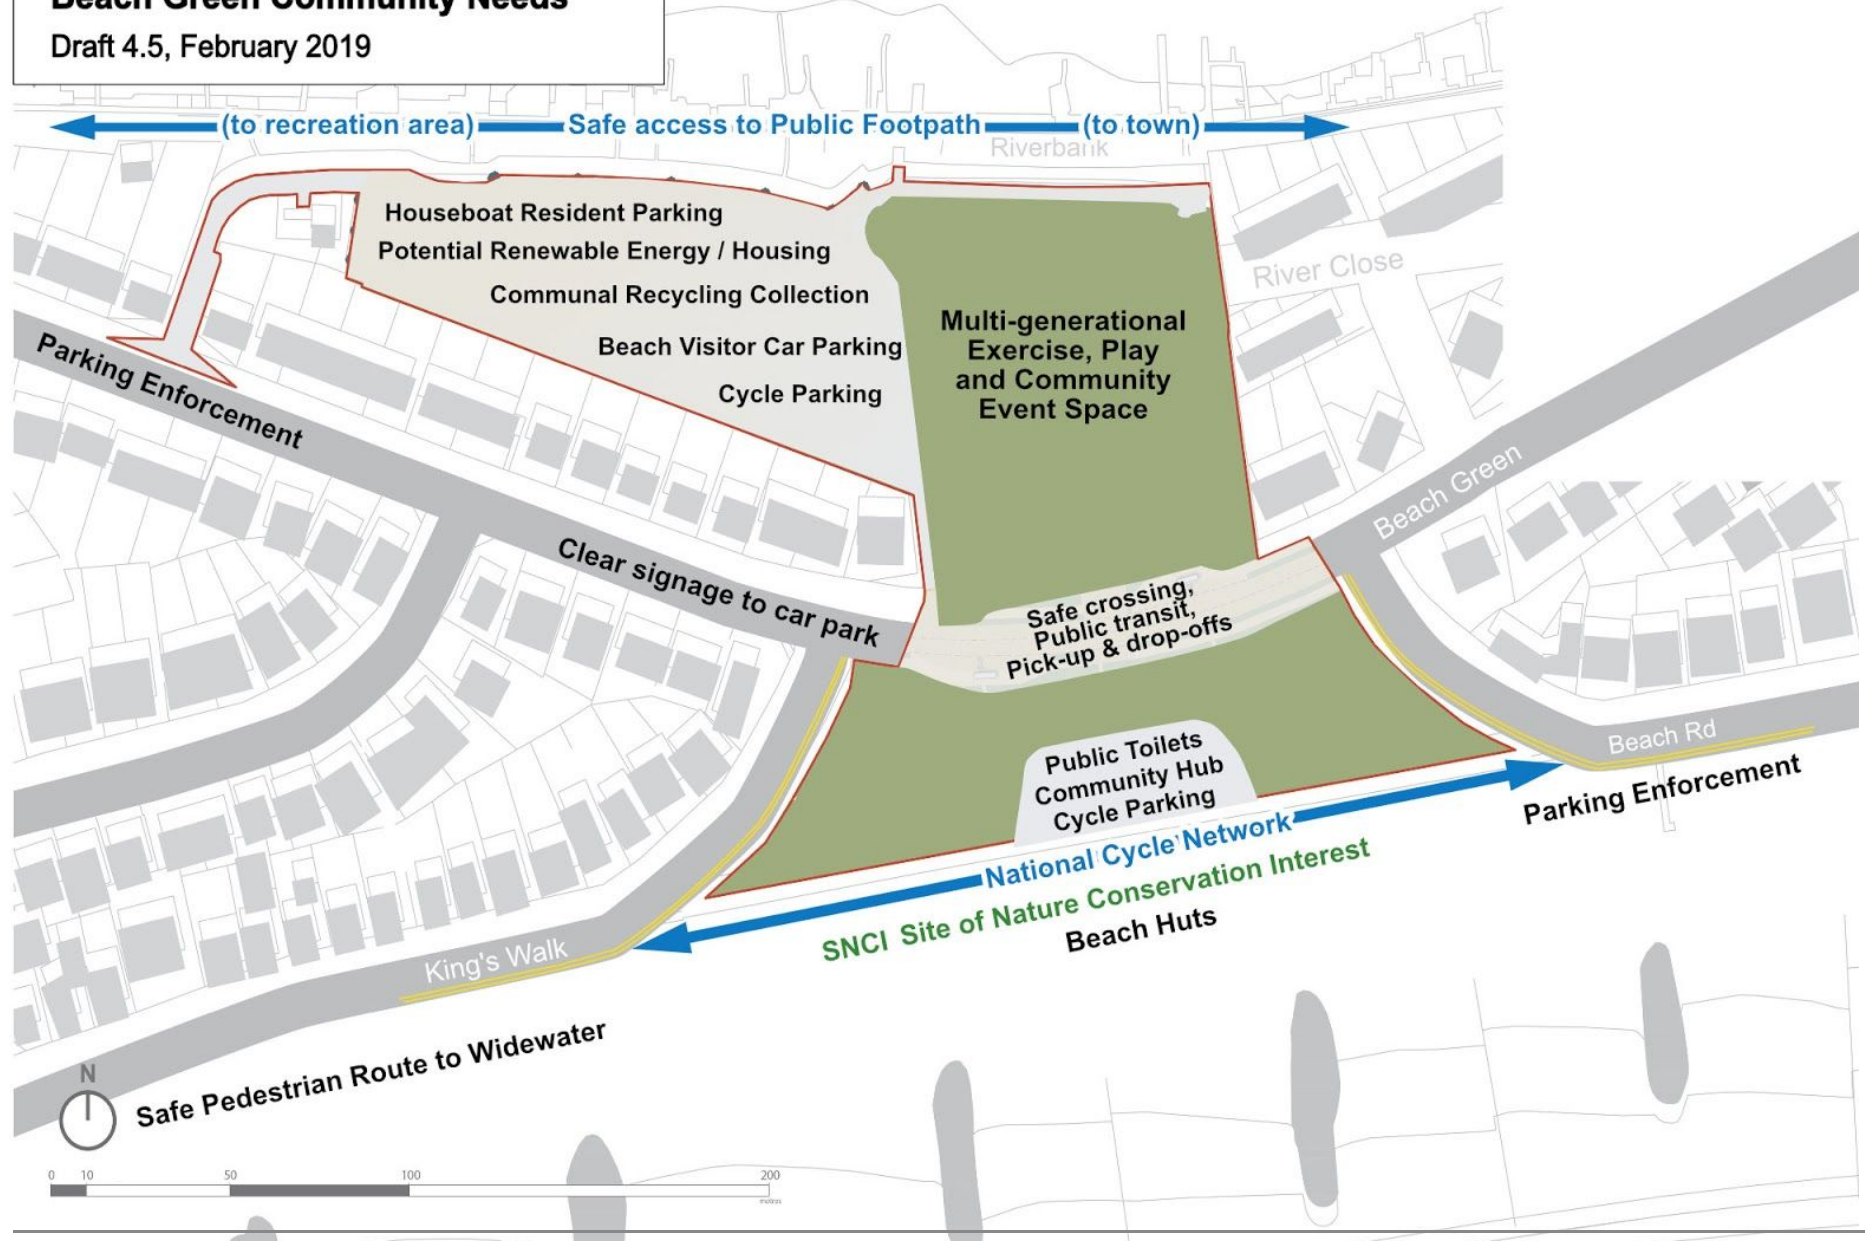 Beach Green Community Needs
Draft 4.5, February 2019
(to recreation area)
Safe access to Public Footpath
(to town)
Riverbank
Houseboat Resident Parking
Potential Renewable Energy / Housing
Communal Recycling Collection
Beach Visitor Car Parking
Cycle Parking
Multi-generational
Exercise, Play
and Community
Event Space
River Close
Parking Enforcement
Clear signage to car park
Beach Green
Safe crossing,
Public transit,
Pick-up & drop-offs
Public Toilets
Community Hub
Cycle Parking
Beach Rd
Parking Enforcement
National Cycle Network
SNCI Site of Nature Conservation Interest
Beach Huts
King's Walk
Safe Pedestrian Route to Widewater
N
0 10 50 100 200
metres